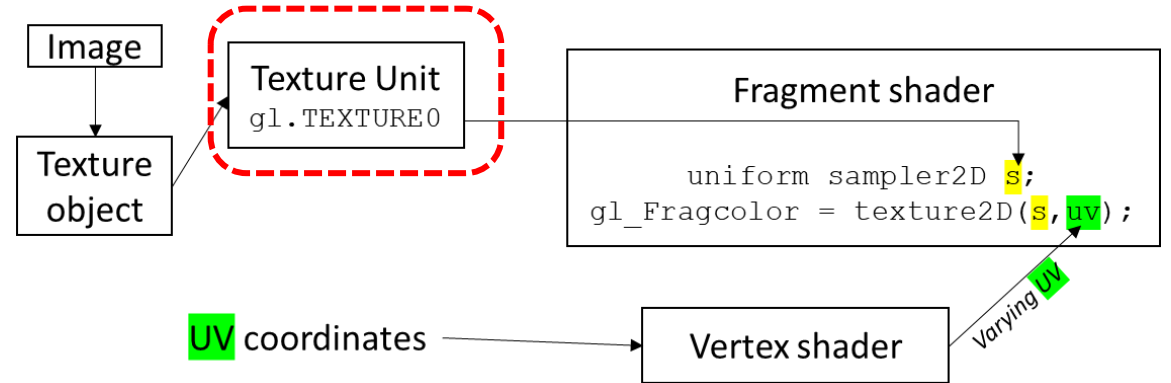 Image
Texture
object
Texture Unit
gl.TEXTURE0
Fragment shader
uniform sampler2D s;
gl_Fragcolor = texture2D(s,uv);
Varying UV
UV coordinates
Vertex shader